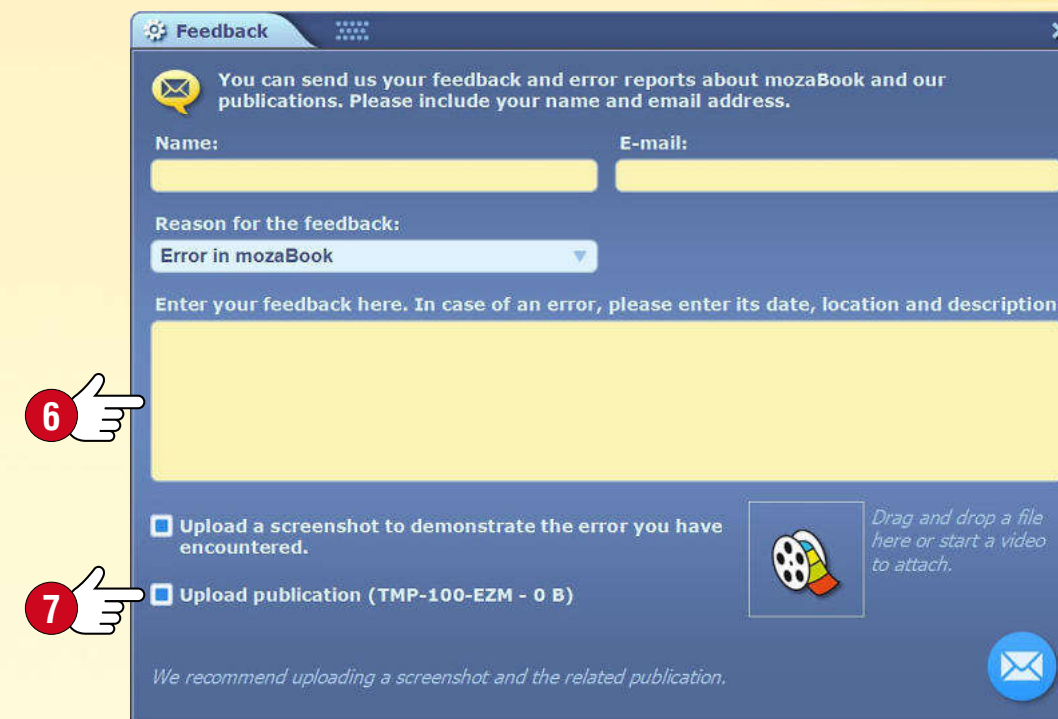 Feedback
You can send us your feedback and error reports about mozaBook and our
publications. Please include your name and email address.
Name:
E-mail:
Reason for the feedback:
Error in mozaBook
Enter your feedback here. In case of an error, please enter its date, location and description
6
Upload a screenshot to demonstrate the error you have
encountered.
Drag and drop a file
here or start a video
to attach.
7
Upload publication (TMP-100-EZM - 0 B)
We recommend uploading a screenshot and the related publication.